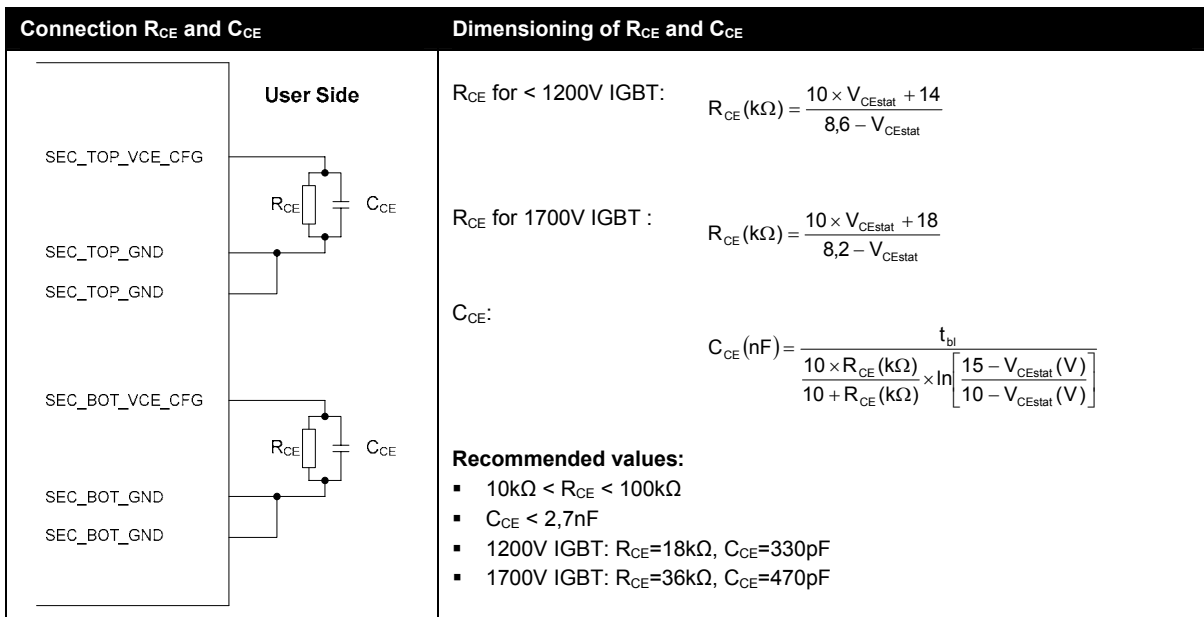 Connection RCE and CCE
Dimensioning of RCE and CCE
User Side
SEC_TOP_VCE_CFG
RCE
CCE
SEC_TOP_GND
SEC_TOP_GND
SEC_BOT_VCE_CFG
RCE
CCE
SEC_BOT_GND
SEC_BOT_GND
RCE for < 1200V IGBT:
RCE(kΩ) = (10 × VCEstat + 14) / (8,6 − VCEstat)
RCE for 1700V IGBT :
RCE(kΩ) = (10 × VCEstat + 18) / (8,2 − VCEstat)
CCE:
CCE(nF) = tbl / ((10 × RCE(kΩ)) / (10 + RCE(kΩ)) × ln[(15 − VCEstat(V)) / (10 − VCEstat(V))])
Recommended values:
▪ 10kΩ < RCE < 100kΩ
▪ CCE < 2,7nF
▪ 1200V IGBT: RCE=18kΩ, CCE=330pF
▪ 1700V IGBT: RCE=36kΩ, CCE=470pF